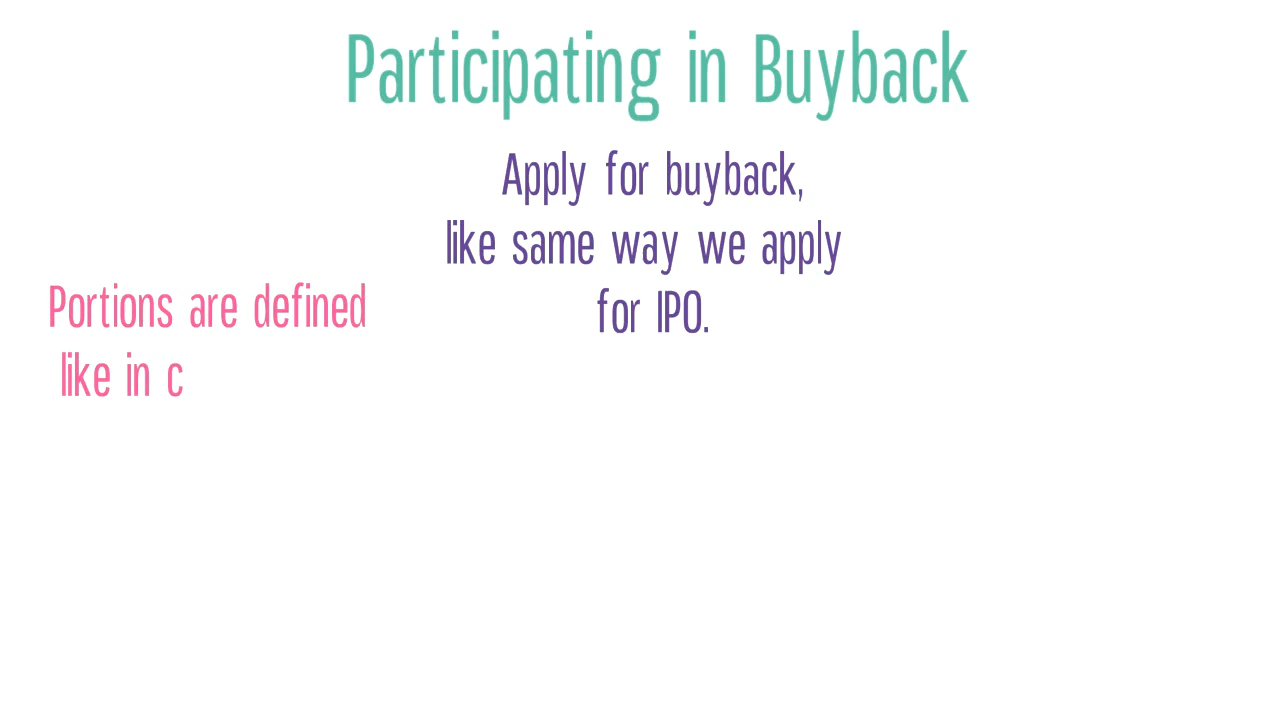 Participating in Buyback
Apply for buyback,
like same way we apply
for IPO.
Portions are defined
like in c